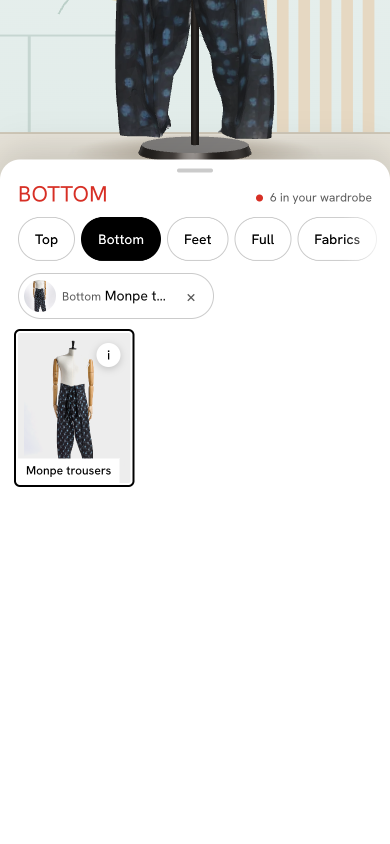 BOTTOM
6 in your wardrobe
Top
Bottom
Feet
Full
Fabrics
Bottom Monpe t...
i
Monpe trousers